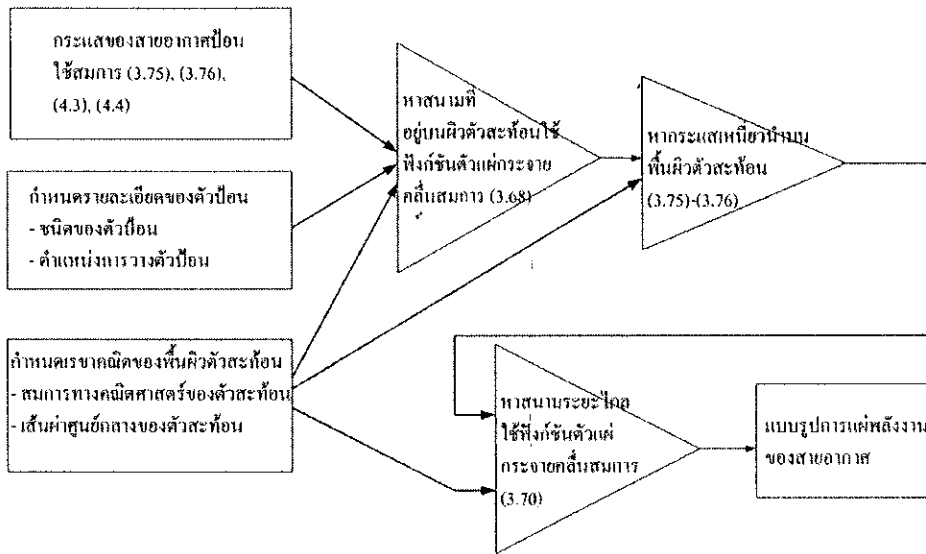 กระแสของสายอากาศป้อน
ใช้สมการ (3.75), (3.76),
(4.3), (4.4)
กำหนดรายละเอียดของตัวป้อน
- ชนิดของตัวป้อน
- ตำแหน่งการวางตัวป้อน
กำหนดเรขาคณิตของพื้นผิวตัวสะท้อน
- สมการทางคณิตศาสตร์ของตัวสะท้อน
- เส้นผ่าศูนย์กลางของตัวสะท้อน
หาสนามที่
อยู่บนผิวตัวสะท้อนใช้
ฟังก์ชันตัวแผ่กระจาย
คลื่นสมการ (3.68)
หากระแสเหนี่ยวนำบน
พื้นผิวตัวสะท้อน
(3.75)-(3.76)
หาสนามระยะไกล
ใช้ฟังก์ชันตัวแผ่
กระจายคลื่นสมการ
(3.70)
แบบรูปการแผ่พลังงาน
ของสายอากาศ